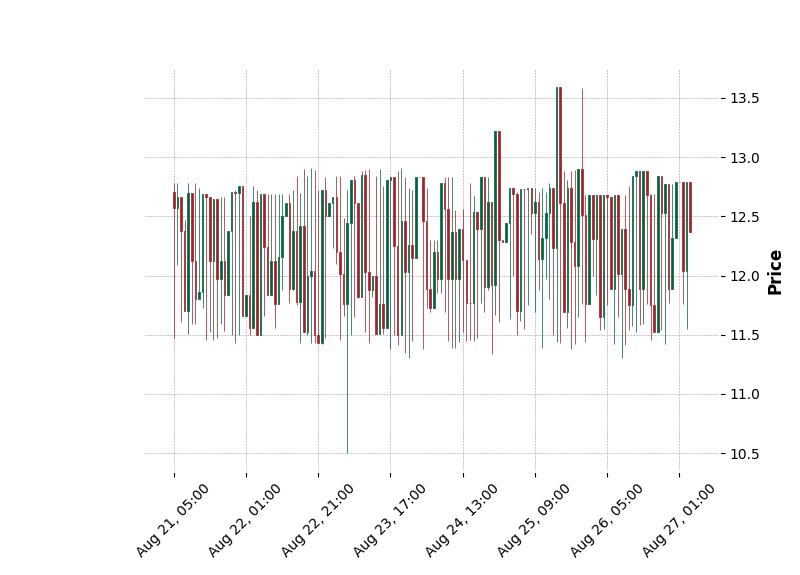 13.5
13.0
12.5
12.0
11.5
11.0
10.5
Price
Aug 21, 05:00
Aug 22, 01:00
Aug 22, 21:00
Aug 23, 17:00
Aug 24, 13:00
Aug 25, 09:00
Aug 26, 05:00
Aug 27, 01:00